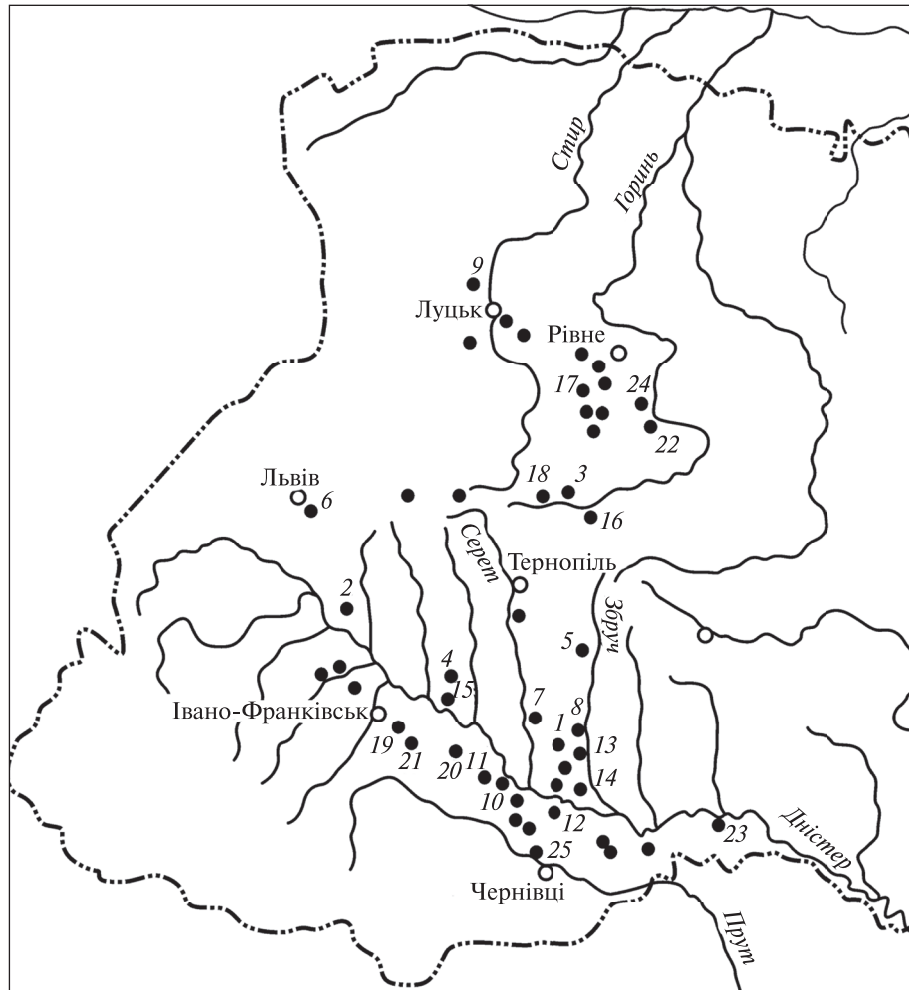 Стир
Горинь
9
Луцьк
Рівне
17
24
22
Львів
6
18
3
16
Серет
Тернопіль
2
Збруч
5
4
15
7
8
1
13
Івано-Франківськ
19
21
20
11
14
10
12
23
Дністер
25
Чернівці
Прут